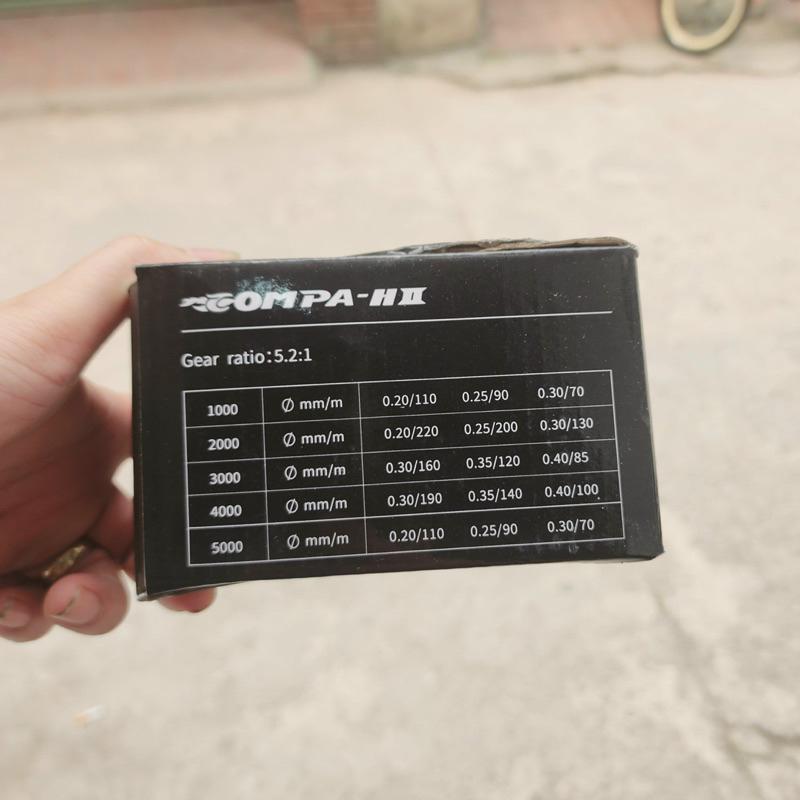 COMPA-HII
Gear ratio:5.2:1
1000 Ø mm/m 0.20/110 0.25/90 0.30/70
2000 Ø mm/m 0.20/220 0.25/200 0.30/130
3000 Ø mm/m 0.30/160 0.35/120 0.40/85
4000 Ø mm/m 0.30/190 0.35/140 0.40/100
5000 Ø mm/m 0.20/110 0.25/90 0.30/70